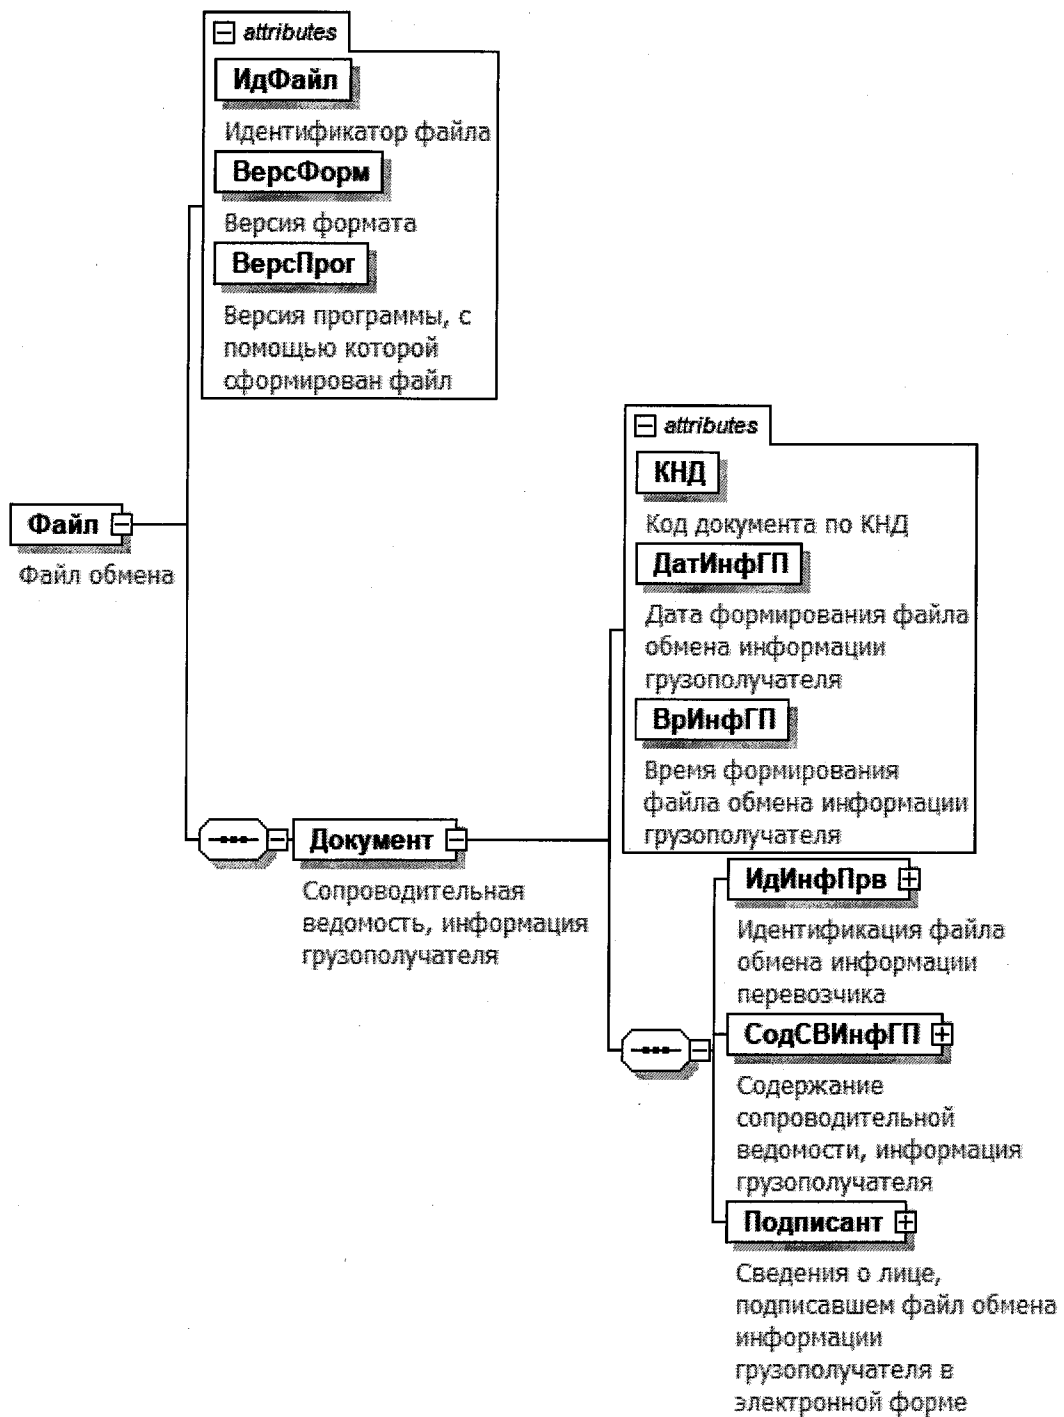 attributes
ИдФайл
Идентификатор файла
ВерсФорм
Версия формата
ВерсПрог
Версия программы, с
помощью которой
сформирован файл
Файл
Файл обмена
attributes
КНД
Код документа по КНД
ДатИнфГП
Дата формирования файла
обмена информации
грузополучателя
ВрИнфГП
Время формирования
файла обмена информации
грузополучателя
Документ
Сопроводительная
ведомость, информация
грузополучателя
ИдИнфПрв
Идентификация файла
обмена информации
перевозчика
СодСВИнфГП
Содержание
сопроводительной
ведомости, информация
грузополучателя
Подписант
Сведения о лице,
подписавшем файл обмена
информации
грузополучателя в
электронной форме